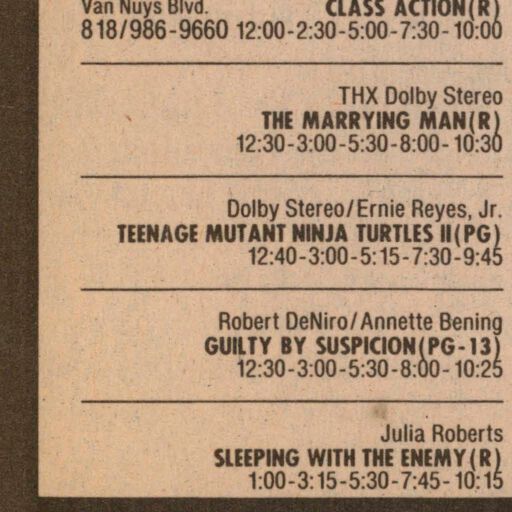 Van Nuys Blvd. CLASS ACTION(R)
818/986-9660 12:00-2:30-5:00-7:30-10:00
THX Dolby Stereo
THE MARRYING MAN(R)
12:30-3:00-5:30-8:00-10:30
Dolby Stereo/Ernie Reyes, Jr.
TEENAGE MUTANT NINJA TURTLES II(PG)
12:40-3:00-5:15-7:30-9:45
Robert DeNiro/Annette Bening
GUILTY BY SUSPICION(PG-13)
12:30-3:00-5:30-8:00-10:25
Julia Roberts
SLEEPING WITH THE ENEMY(R)
1:00-3:15-5:30-7:45-10:15